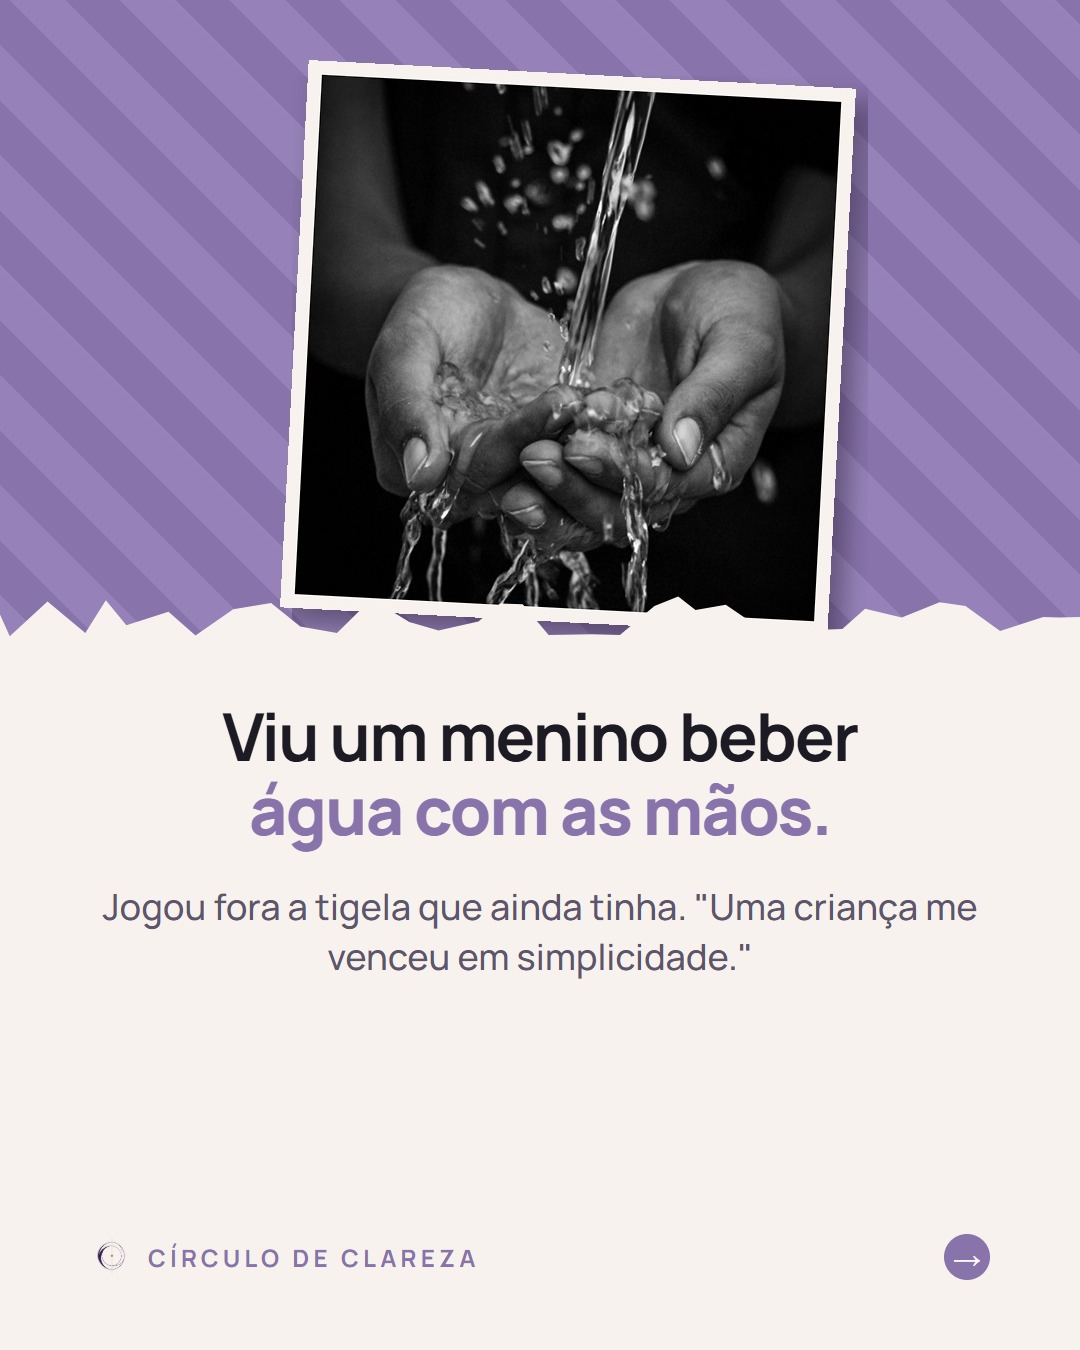 Viu um menino beber
água com as mãos.
Jogou fora a tigela que ainda tinha. "Uma criança me
venceu em simplicidade."
CÍRCULO DE CLAREZA
→